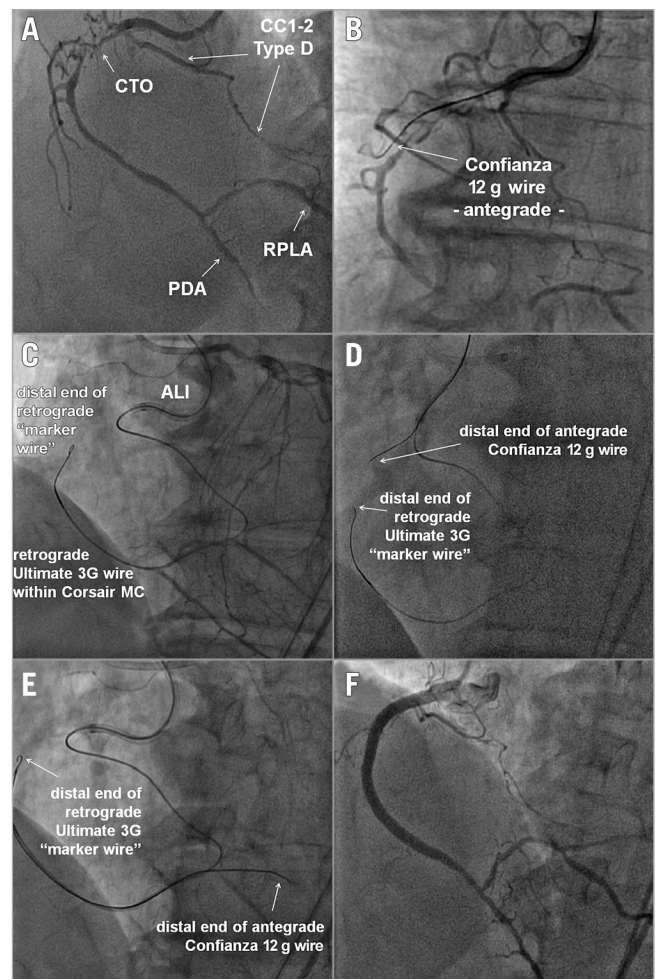 A
CC1-2
Type D
CTO
RPLA
PDA
B
Confianza
12 g wire
- antegrade -
C
distal end of
retrograde
“marker
wire”
ALI
retrograde
Ultimate 3G wire
within Corsair MC
D
distal end of antegrade
Confianza 12 g wire
distal end of
retrograde
Ultimate 3G
“marker wire”
E
distal end of
retrograde
Ultimate 3G
“marker wire”
distal end of antegrade
Confianza 12 g wire
F